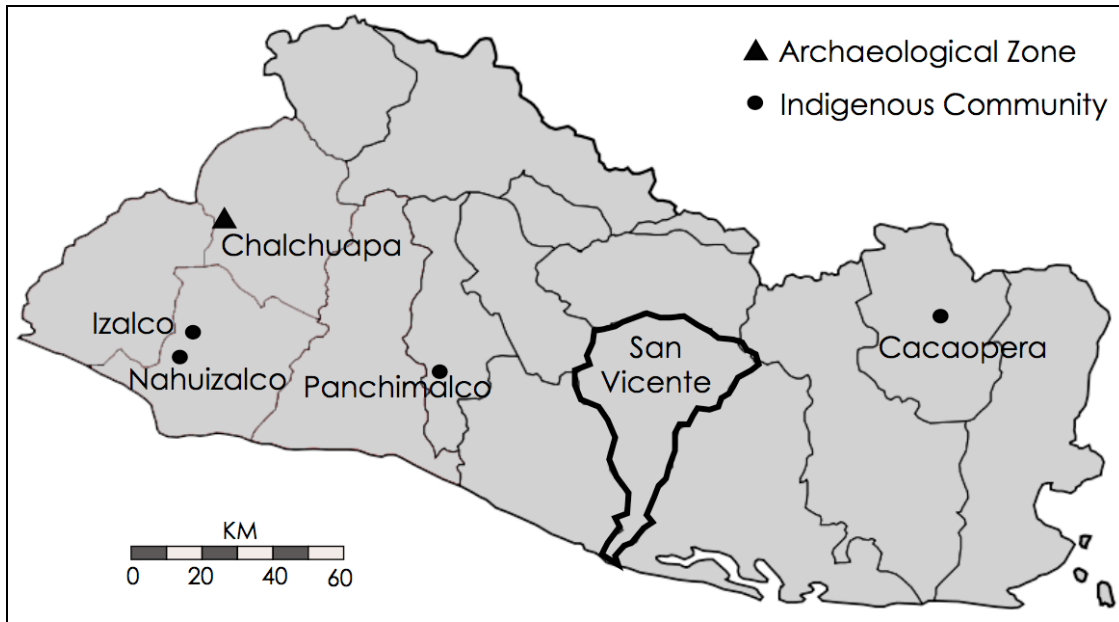 Archaeological Zone
Indigenous Community
Chalchuapa
Izalco
Nahuizalco
Panchimalco
San
Vicente
Cacaopera
KM
0 20 40 60